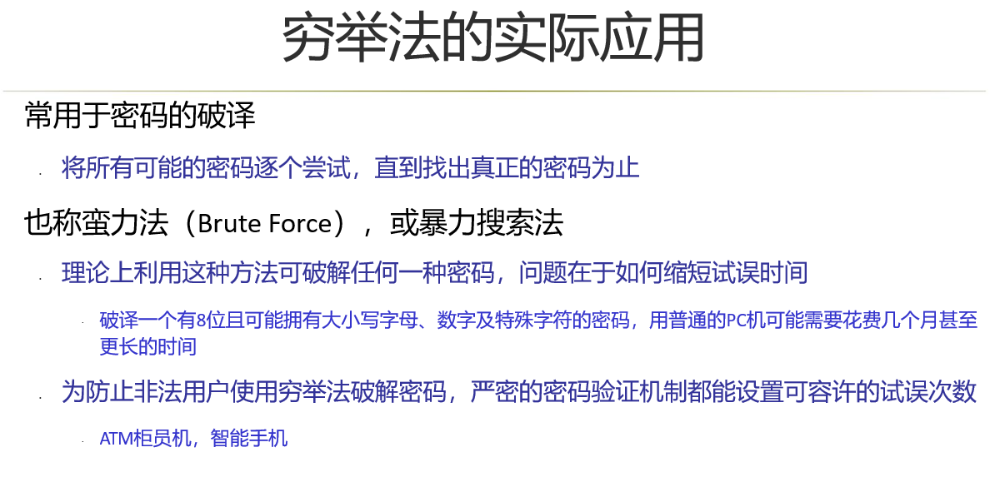 穷举法的实际应用
常用于密码的破译
将所有可能的密码逐个尝试，直到找出真正的密码为止
也称蛮力法（Brute Force），或暴力搜索法
理论上利用这种方法可破解任何一种密码，问题在于如何缩短试误时间
破译一个有8位且可能拥有大小写字母、数字及特殊字符的密码，用普通的PC机可能需要花费几个月甚至
更长的时间
为防止非法用户使用穷举法破解密码，严密的密码验证机制都能设置可容许的试误次数
ATM柜员机，智能手机